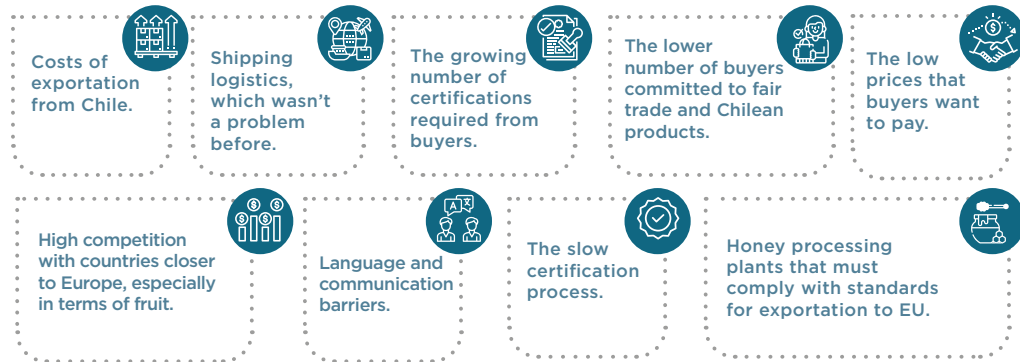 Costs of
exportation
from Chile.
Shipping
logistics,
which wasn't
a problem
before.
The growing
number of
certifications
required from
buyers.
The lower
number of buyers
committed to fair
trade and Chilean
products.
The low
prices that
buyers want
to pay.
High competition
with countries closer
to Europe, especially
in terms of fruit.
Language and
communication
barriers.
The slow
certification
process.
Honey processing
plants that must
comply with standards
for exportation to EU.